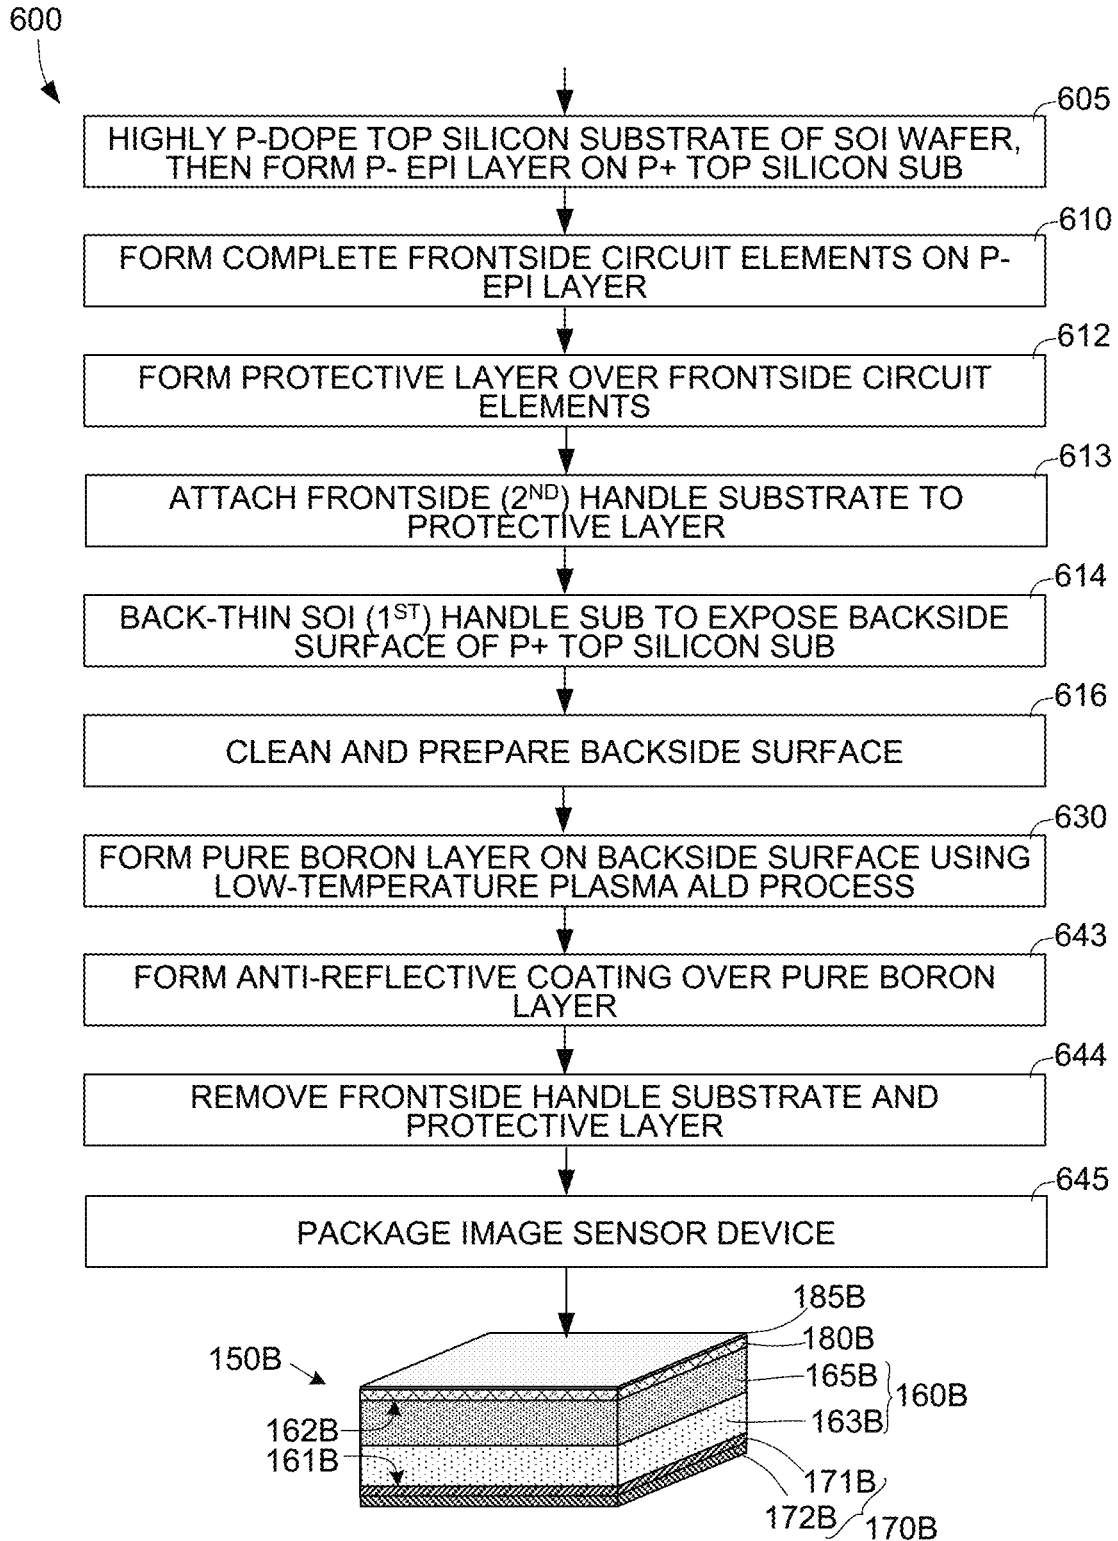 600
605
HIGHLY P-DOPE TOP SILICON SUBSTRATE OF SOI WAFER,
THEN FORM P- EPI LAYER ON P+ TOP SILICON SUB
610
FORM COMPLETE FRONTSIDE CIRCUIT ELEMENTS ON P-
EPI LAYER
612
FORM PROTECTIVE LAYER OVER FRONTSIDE CIRCUIT
ELEMENTS
613
ATTACH FRONTSIDE (2ND) HANDLE SUBSTRATE TO
PROTECTIVE LAYER
614
BACK-THIN SOI (1ST) HANDLE SUB TO EXPOSE BACKSIDE
SURFACE OF P+ TOP SILICON SUB
616
CLEAN AND PREPARE BACKSIDE SURFACE
630
FORM PURE BORON LAYER ON BACKSIDE SURFACE USING
LOW-TEMPERATURE PLASMA ALD PROCESS
643
FORM ANTI-REFLECTIVE COATING OVER PURE BORON
LAYER
644
REMOVE FRONTSIDE HANDLE SUBSTRATE AND
PROTECTIVE LAYER
645
PACKAGE IMAGE SENSOR DEVICE
185B
180B
150B
165B
160B
163B
162B
161B
171B
172B
170B